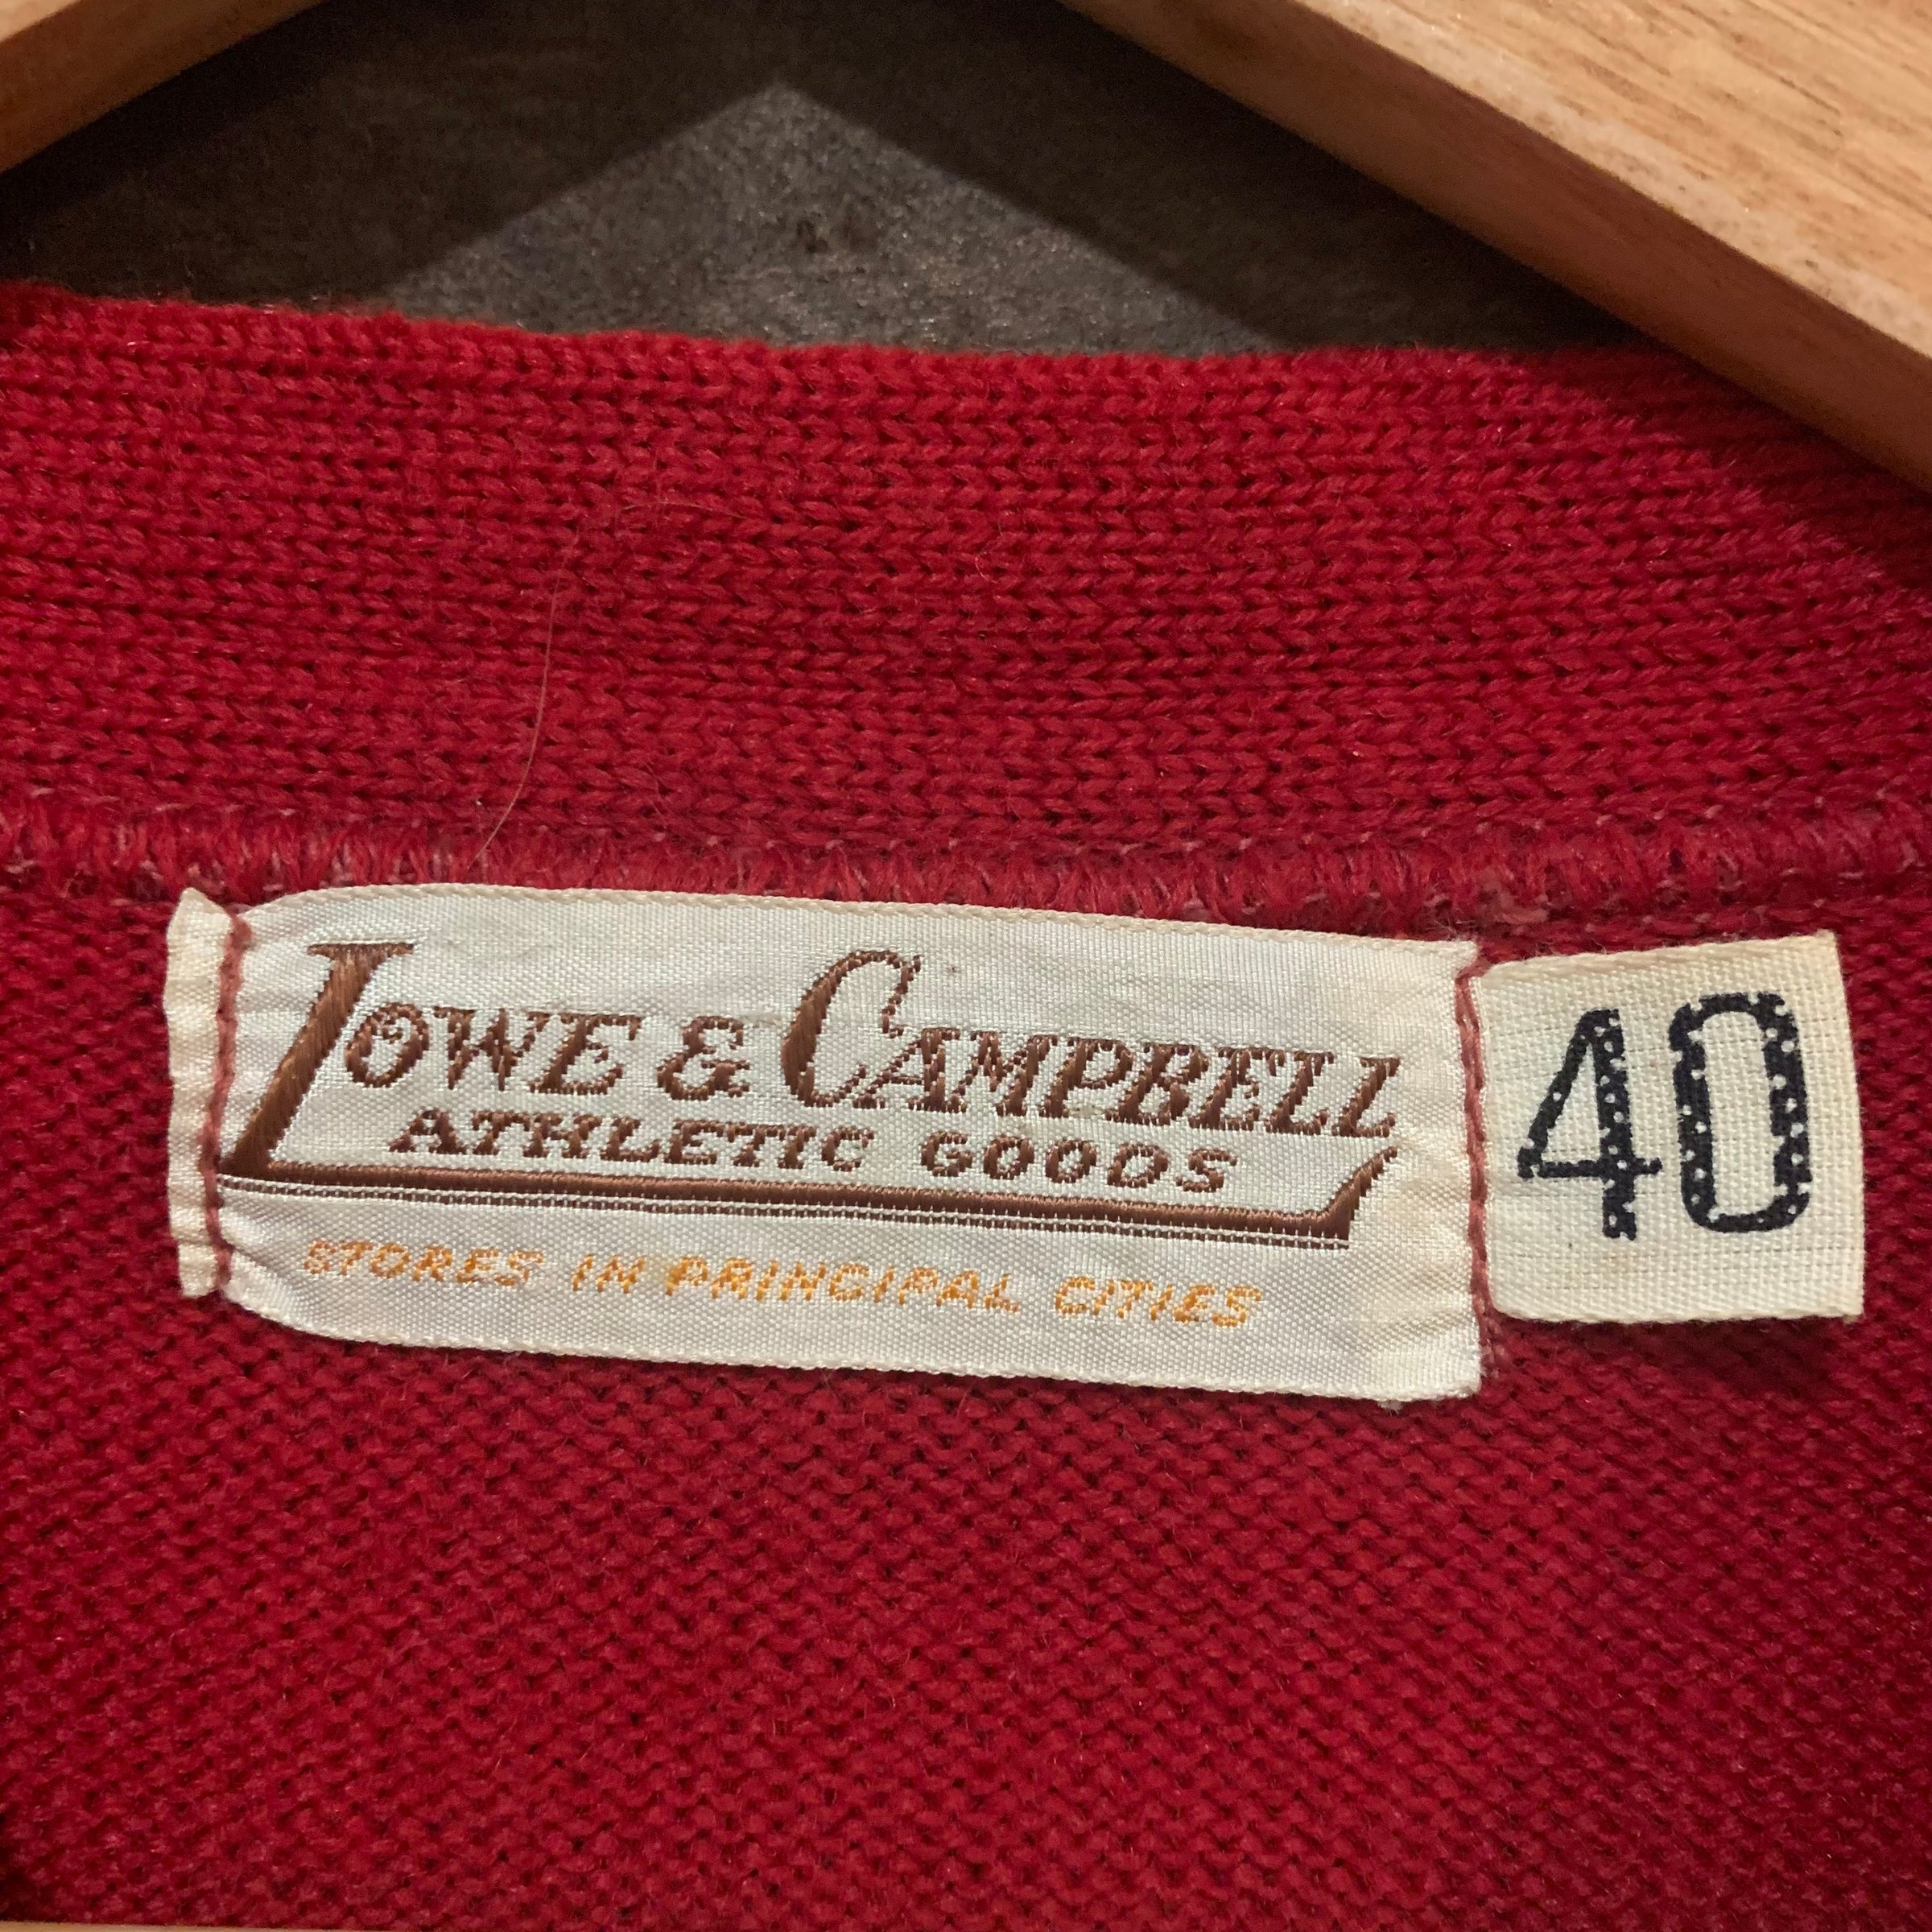 LOWE & CAMPBELL
ATHLETIC GOODS
STORES IN PRINCIPAL CITIES
40